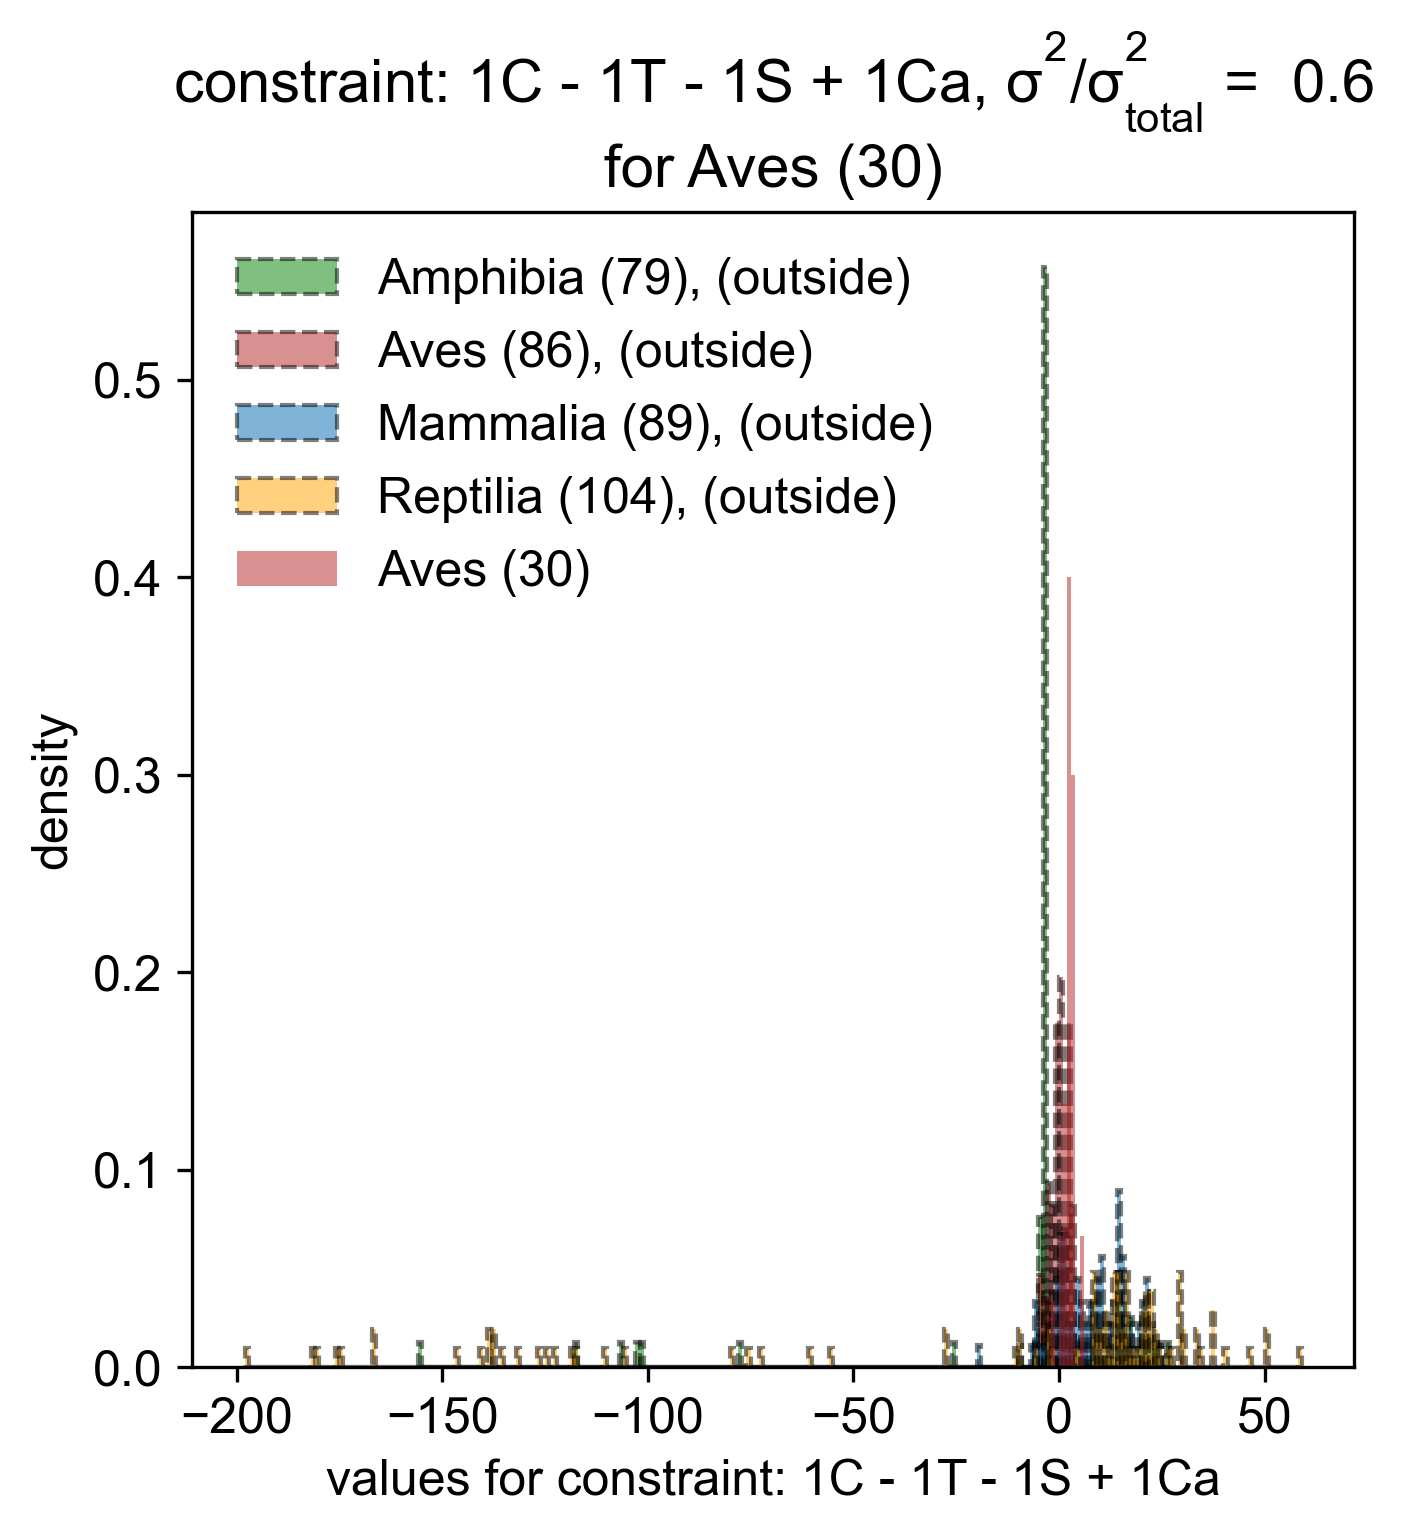 constraint: 1C - 1T - 1S + 1Ca, σ²/σ²total = 0.6
for Aves (30)
Amphibia (79), (outside)
Aves (86), (outside)
Mammalia (89), (outside)
Reptilia (104), (outside)
Aves (30)
density
0.5
0.4
0.3
0.2
0.1
0.0
−200 −150 −100 −50 0 50
values for constraint: 1C - 1T - 1S + 1Ca